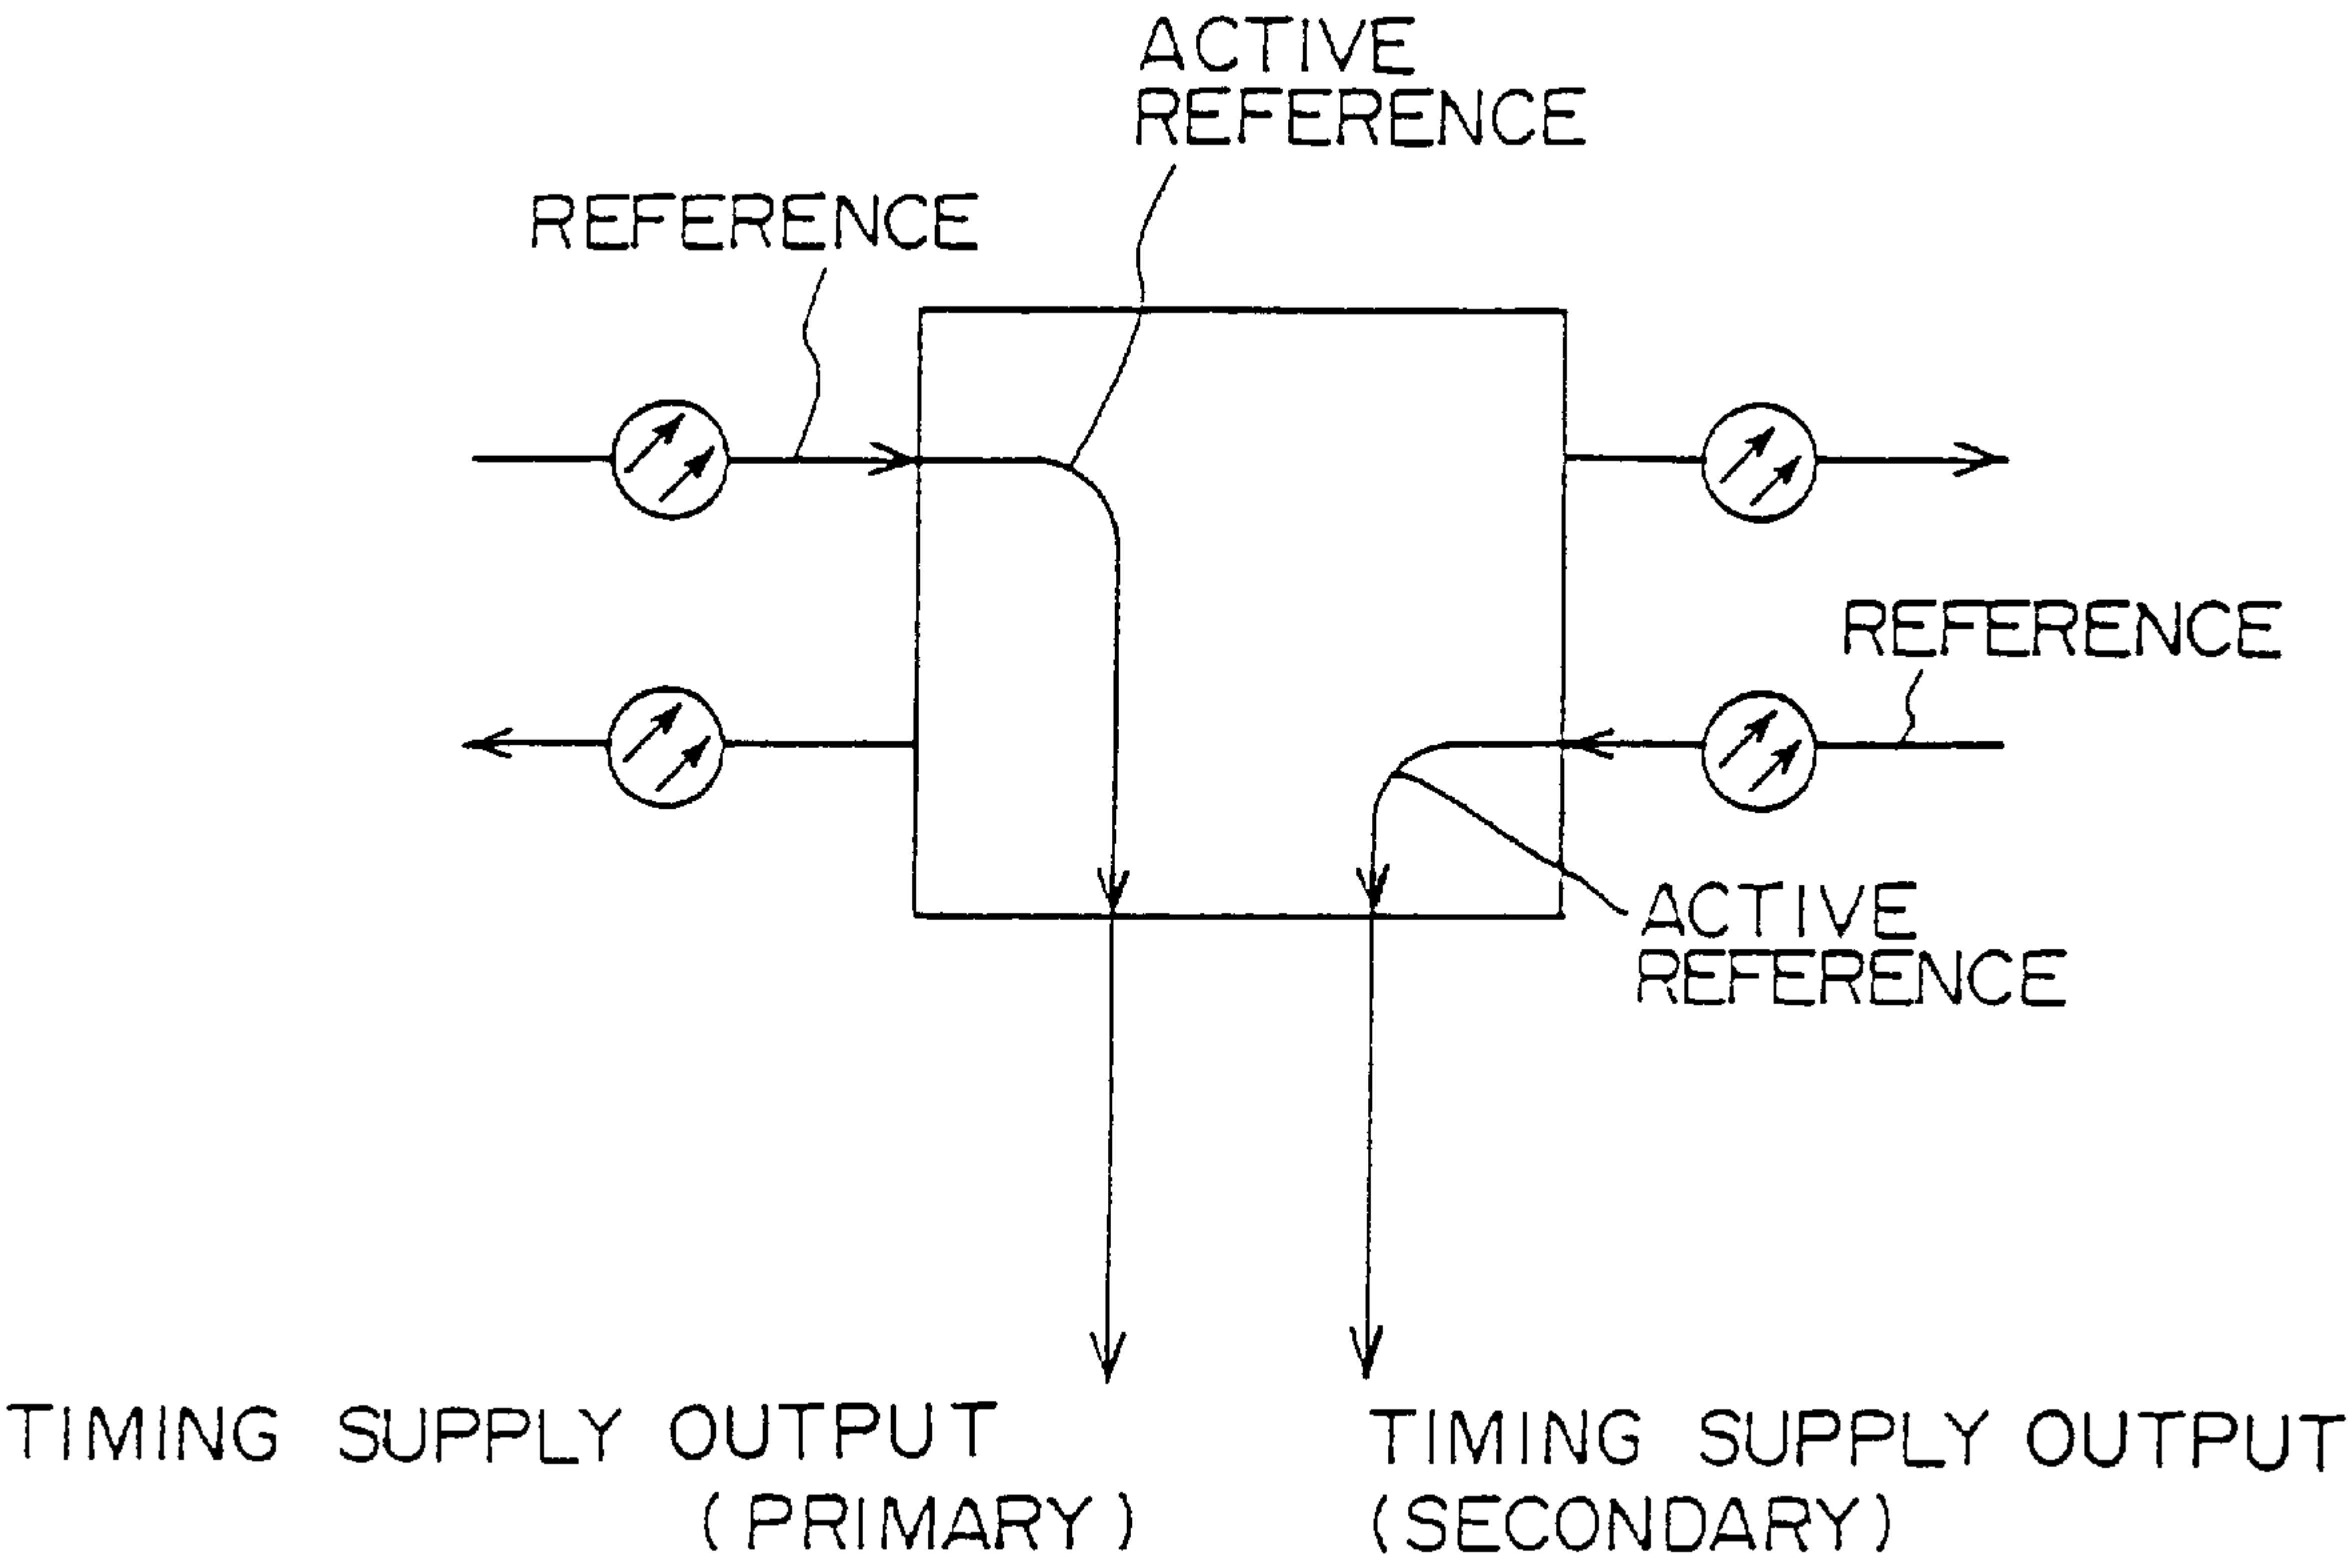 ACTIVE
REFERENCE
REFERENCE
REFERENCE
ACTIVE
REFERENCE
TIMING SUPPLY OUTPUT
(PRIMARY)
TIMING SUPPLY OUTPUT
(SECONDARY)